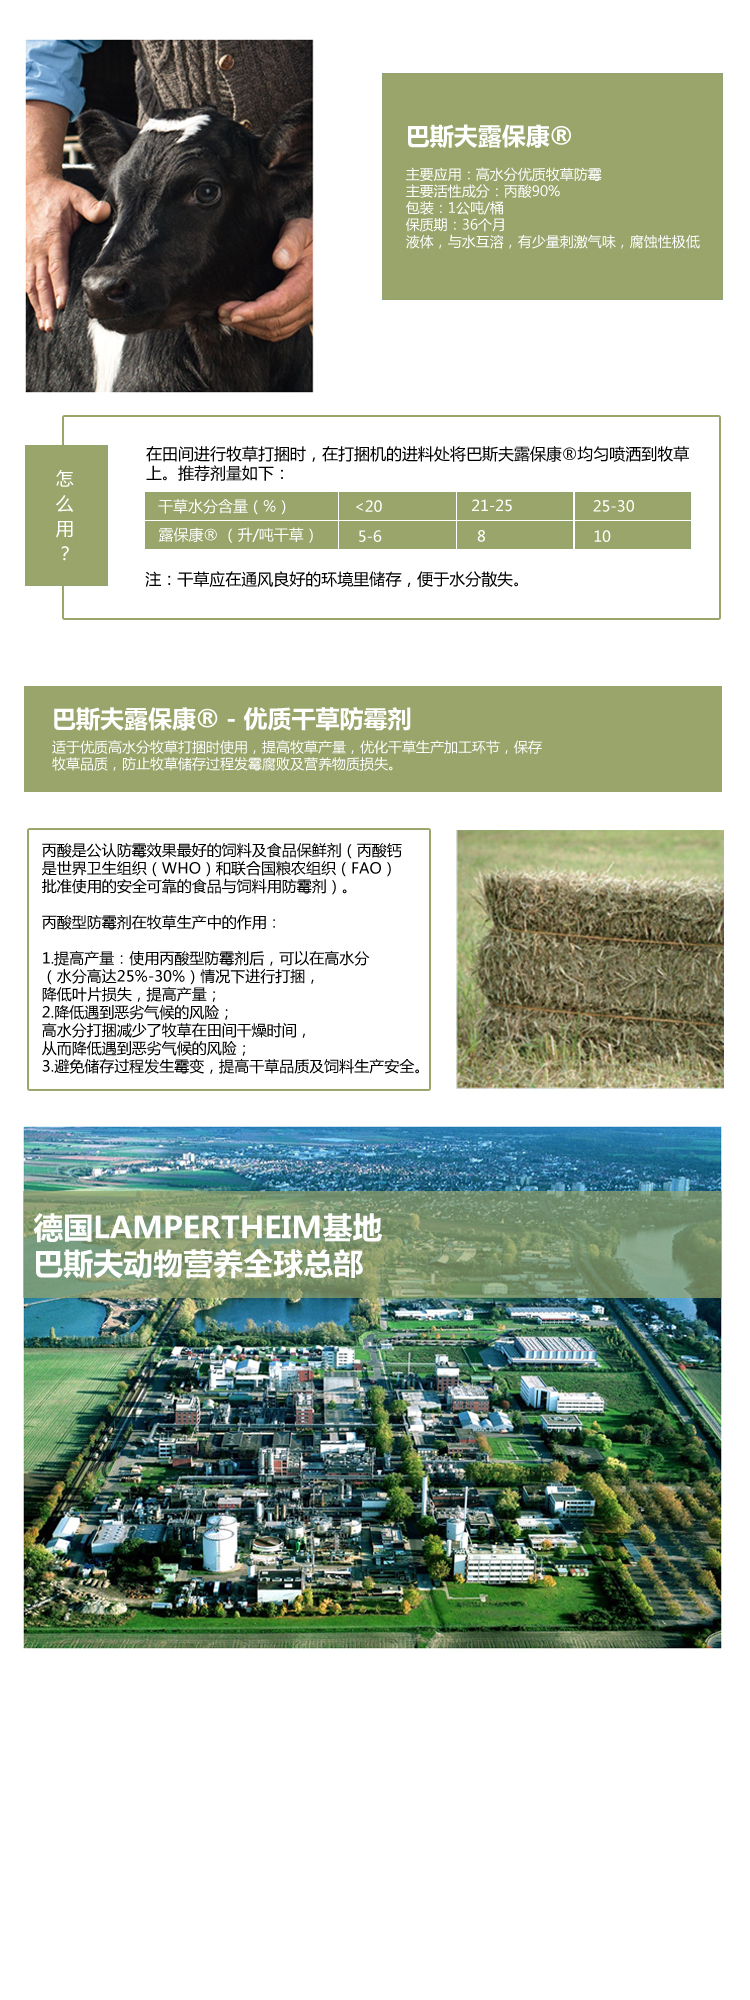 巴斯夫露保康®
主要应用：高水分优质牧草防霉
主要活性成分：丙酸90%
包装：1公吨/桶
保质期：36个月
液体，与水互溶，有少量刺激气味，腐蚀性极低
怎
么
用
？
在田间进行牧草打捆时，在打捆机的进料处将巴斯夫露保康®均匀喷洒到牧草
上。推荐剂量如下：
干草水分含量（%） <20 21-25 25-30
露保康®（升/吨干草） 5-6 8 10
注：干草应在通风良好的环境里储存，便于水分散失。
巴斯夫露保康® - 优质干草防霉剂
适于优质高水分牧草打捆时使用，提高牧草产量，优化干草生产加工环节，保存
牧草品质，防止牧草储存过程发霉腐败及营养物质损失。
丙酸是公认防霉效果最好的饲料及食品保鲜剂（丙酸钙
是世界卫生组织（WHO）和联合国粮农组织（FAO）
批准使用的安全可靠的食品与饲料用防霉剂）。
丙酸型防霉剂在牧草生产中的作用：
1.提高产量：使用丙酸型防霉剂后，可以在高水分
（水分高达25%-30%）情况下进行打捆，
降低叶片损失，提高产量；
2.降低遇到恶劣气候的风险；
高水分打捆减少了牧草在田间干燥时间，
从而降低遇到恶劣气候的风险；
3.避免储存过程发生霉变，提高干草品质及饲料生产安全。
德国LAMPERTHEIM基地
巴斯夫动物营养全球总部